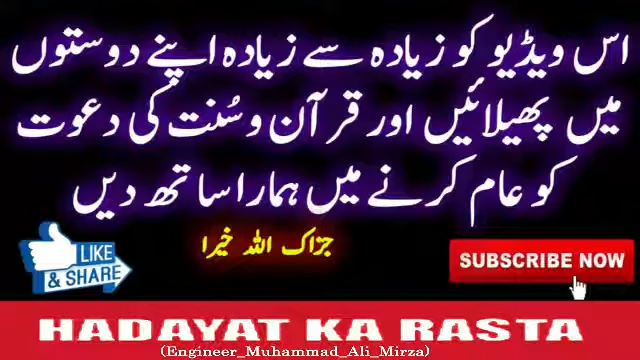 اس ویڈیو کو زیادہ سے زیادہ اپنے دوستوں
میں پھیلائیں اور قرآن و سُنت کی دعوت
کو عام کرنے میں ہمارا ساتھ دیں
جزاک اللہ خیرا
LIKE
& SHARE
SUBSCRIBE NOW
HADAYAT KA RASTA
(Engineer_Muhammad_Ali_Mirza)